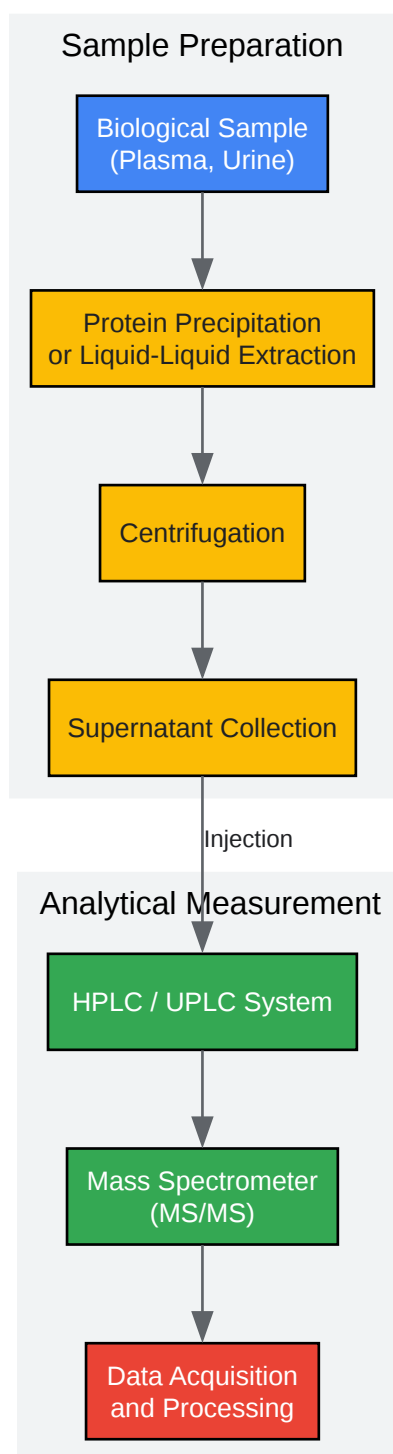 Sample Preparation
Biological Sample
(Plasma, Urine)
Protein Precipitation
or Liquid-Liquid Extraction
Centrifugation
Supernatant Collection
Injection
Analytical Measurement
HPLC / UPLC System
Mass Spectrometer
(MS/MS)
Data Acquisition
and Processing